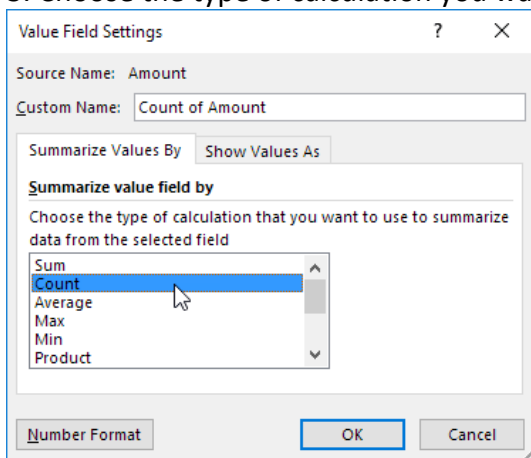 Value Field Settings ? ×
Source Name: Amount
Custom Name: Count of Amount
Summarize Values By Show Values As
Summarize value field by
Choose the type of calculation that you want to use to summarize
data from the selected field
Sum
Count
Average
Max
Min
Product
Number Format OK Cancel